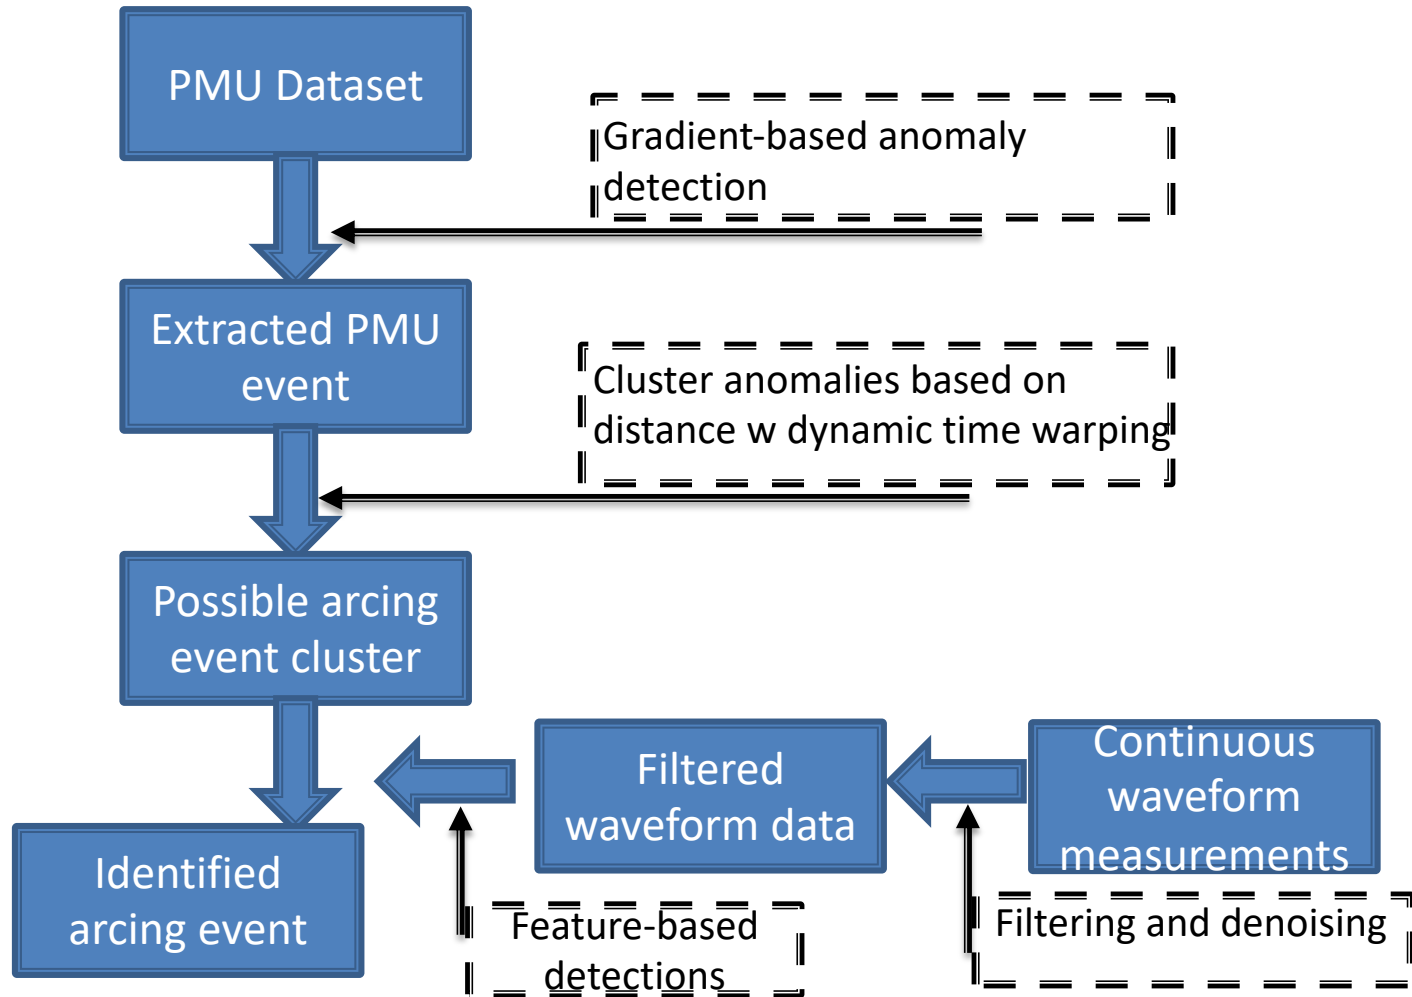 PMU Dataset
Gradient-based anomaly
detection
Extracted PMU
event
Cluster anomalies based on
distance w dynamic time warping
Possible arcing
event cluster
Filtered
waveform data
Continuous
waveform
measurements
Identified
arcing event
Feature-based
detections
Filtering and denoising